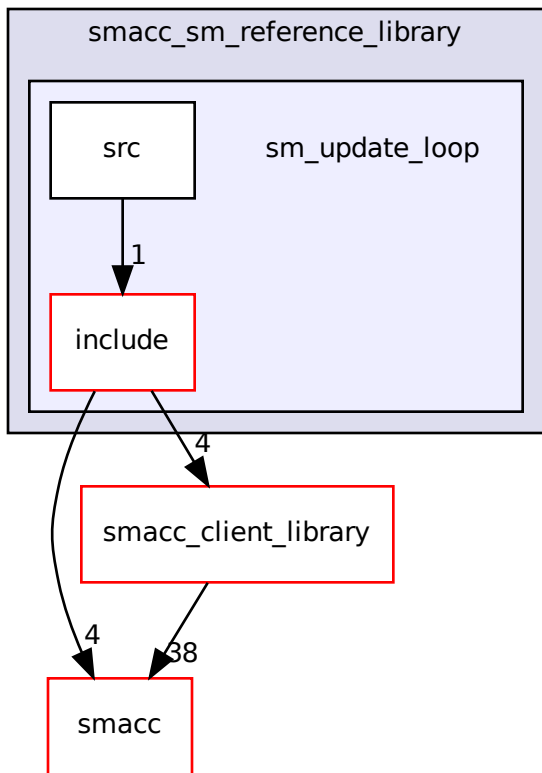 smacc_sm_reference_library
src
sm_update_loop
1
include
4
smacc_client_library
4
38
smacc